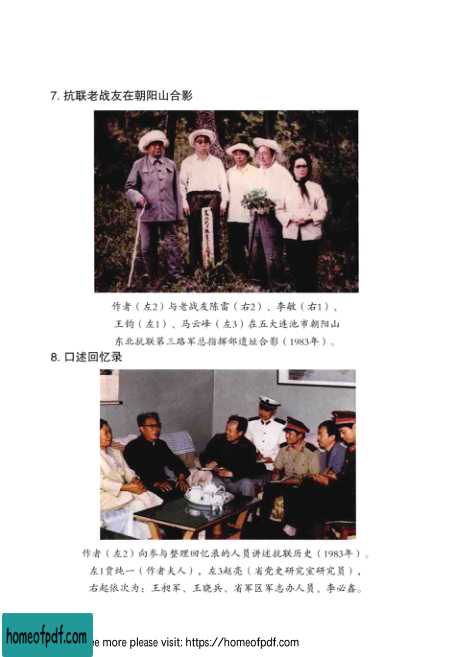 7. 抗联老战友在朝阳山合影
作者（左2）与老战友陈雷（右2）、李敏（右1）、
王钧（左1）、马云峰（左3）在五大连池市朝阳山
东北抗联第三路军总指挥部遗址合影（1983年）。
8. 口述回忆录
作者（左2）向参与整理回忆录的人员讲述抗联历史（1983年）。
左1贾纯一（作者夫人），左3赵亮（省党史研究室研究员），
右起依次为：王昶军、王晓兵、省军区军志办人员、李必鑫。
homeofpdf.com
ee more please visit: https://homeofpdf.com